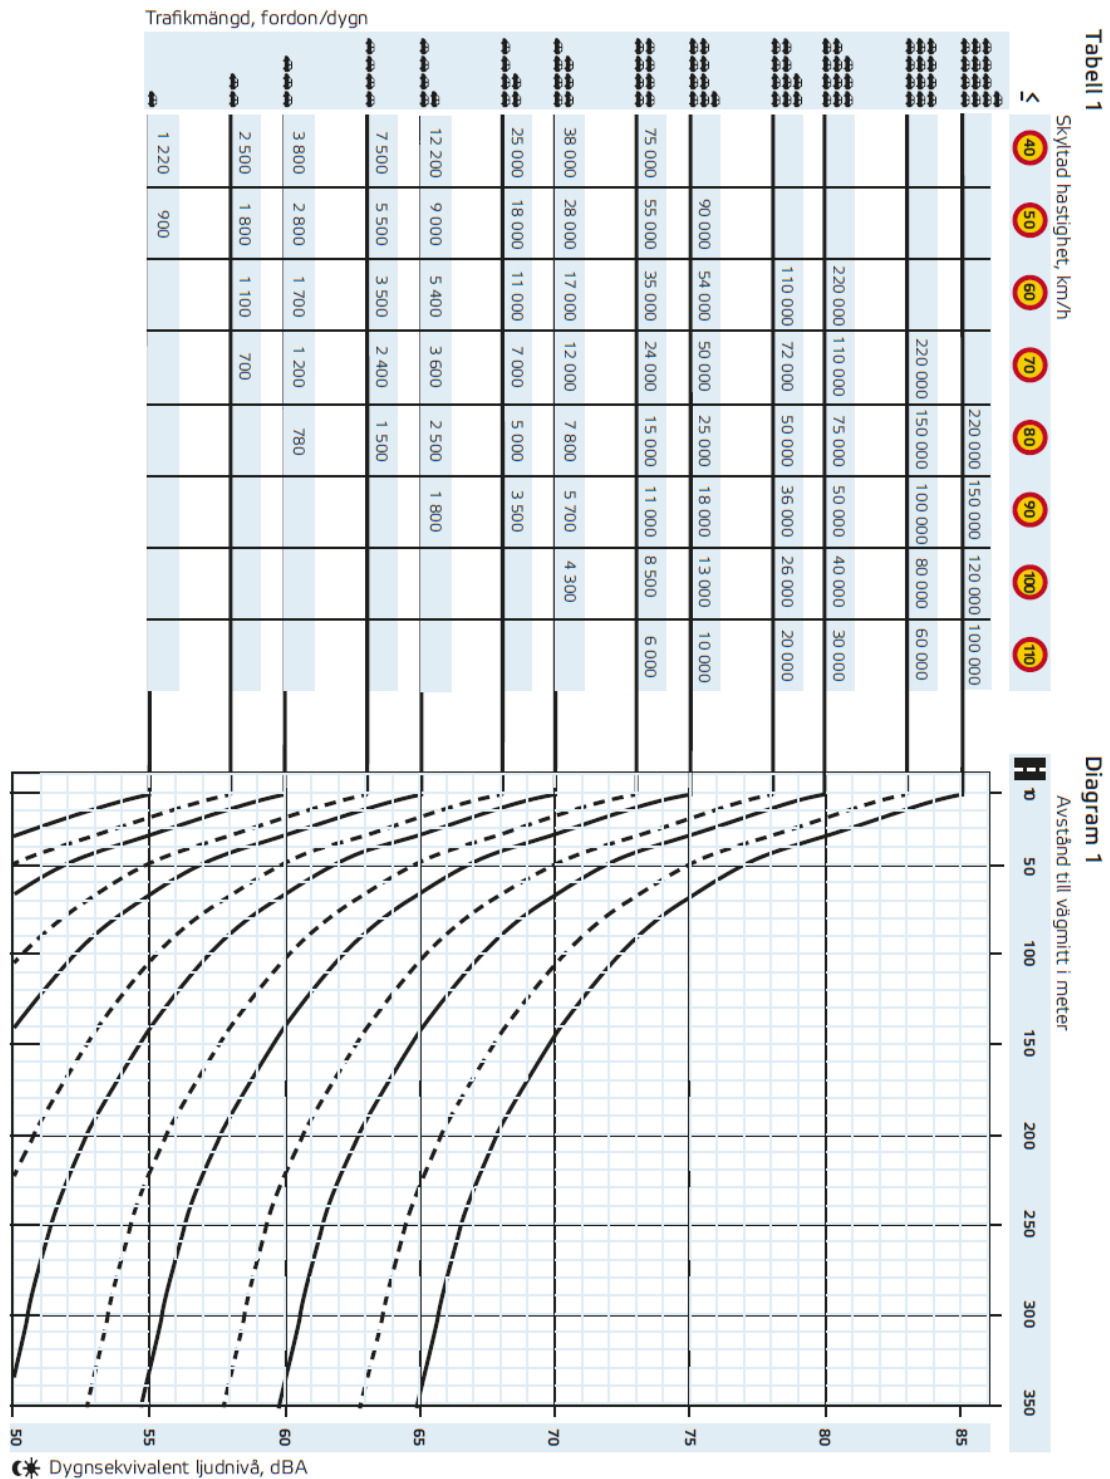 Tabell 1
Skyltad hastighet, km/h
≤ 40 50 60 70 80 90 100 110
220 000 150 000 120 000 100 000
220 000 150 000 100 000 80 000 60 000
220 000 110 000 75 000 50 000 40 000 30 000
110 000 72 000 50 000 36 000 26 000 20 000
90 000 54 000 50 000 25 000 18 000 13 000 10 000
75 000 55 000 35 000 24 000 15 000 11 000 8 500 6 000
38 000 28 000 17 000 12 000 7 800 5 700 4 300
25 000 18 000 11 000 7 000 5 000 3 500
12 200 9 000 5 400 3 600 2 500 1 800
7 500 5 500 3 500 2 400 1 500
3 800 2 800 1 700 1 200 780
2 500 1 800 1 100 700
1 220 900
Trafikmängd, fordon/dygn
Diagram 1
Avstånd till vägmitt i meter
10 50 100 150 200 250 300 350
85
80
75
70
65
60
55
50
Dygnsekvivalent ljudnivå, dBA